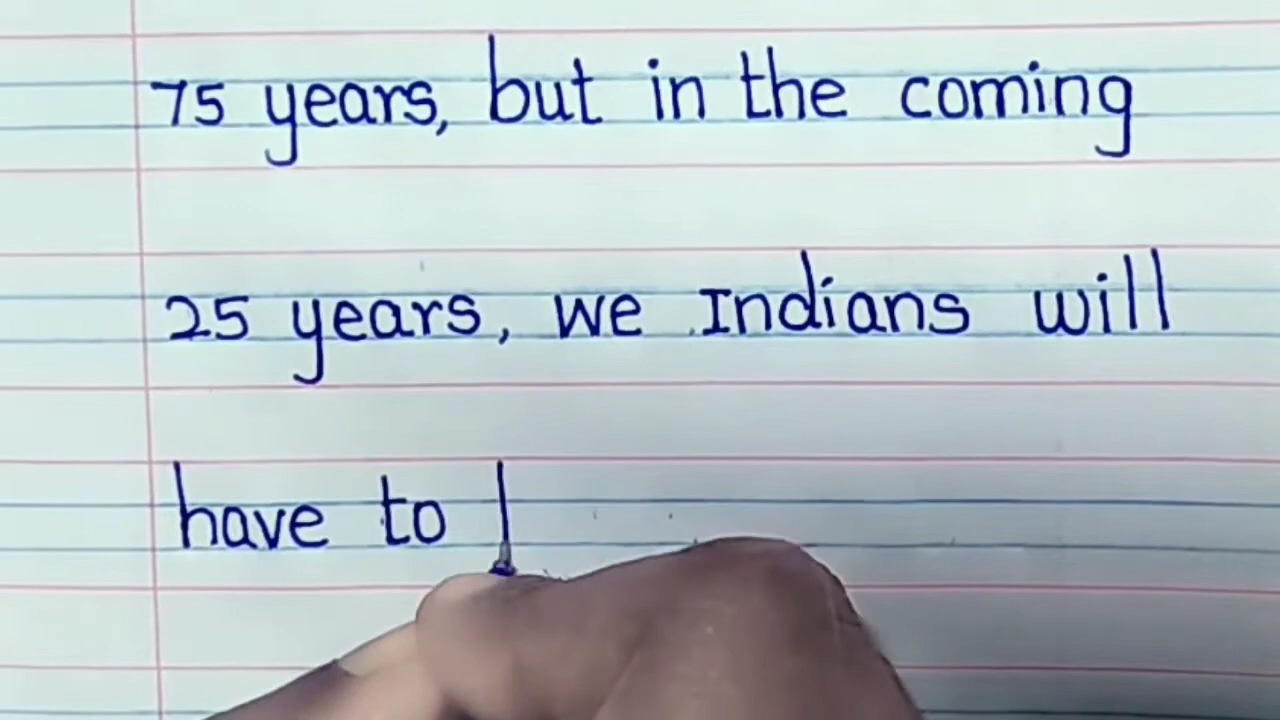 75 years, but in the coming
25 years, we Indians will
have to